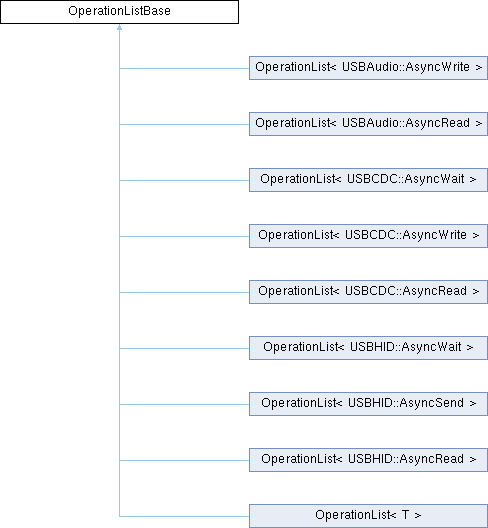 OperationListBase
OperationList< USBAudio::AsyncWrite >
OperationList< USBAudio::AsyncRead >
OperationList< USBCDC::AsyncWait >
OperationList< USBCDC::AsyncWrite >
OperationList< USBCDC::AsyncRead >
OperationList< USBHID::AsyncWait >
OperationList< USBHID::AsyncSend >
OperationList< USBHID::AsyncRead >
OperationList< T >